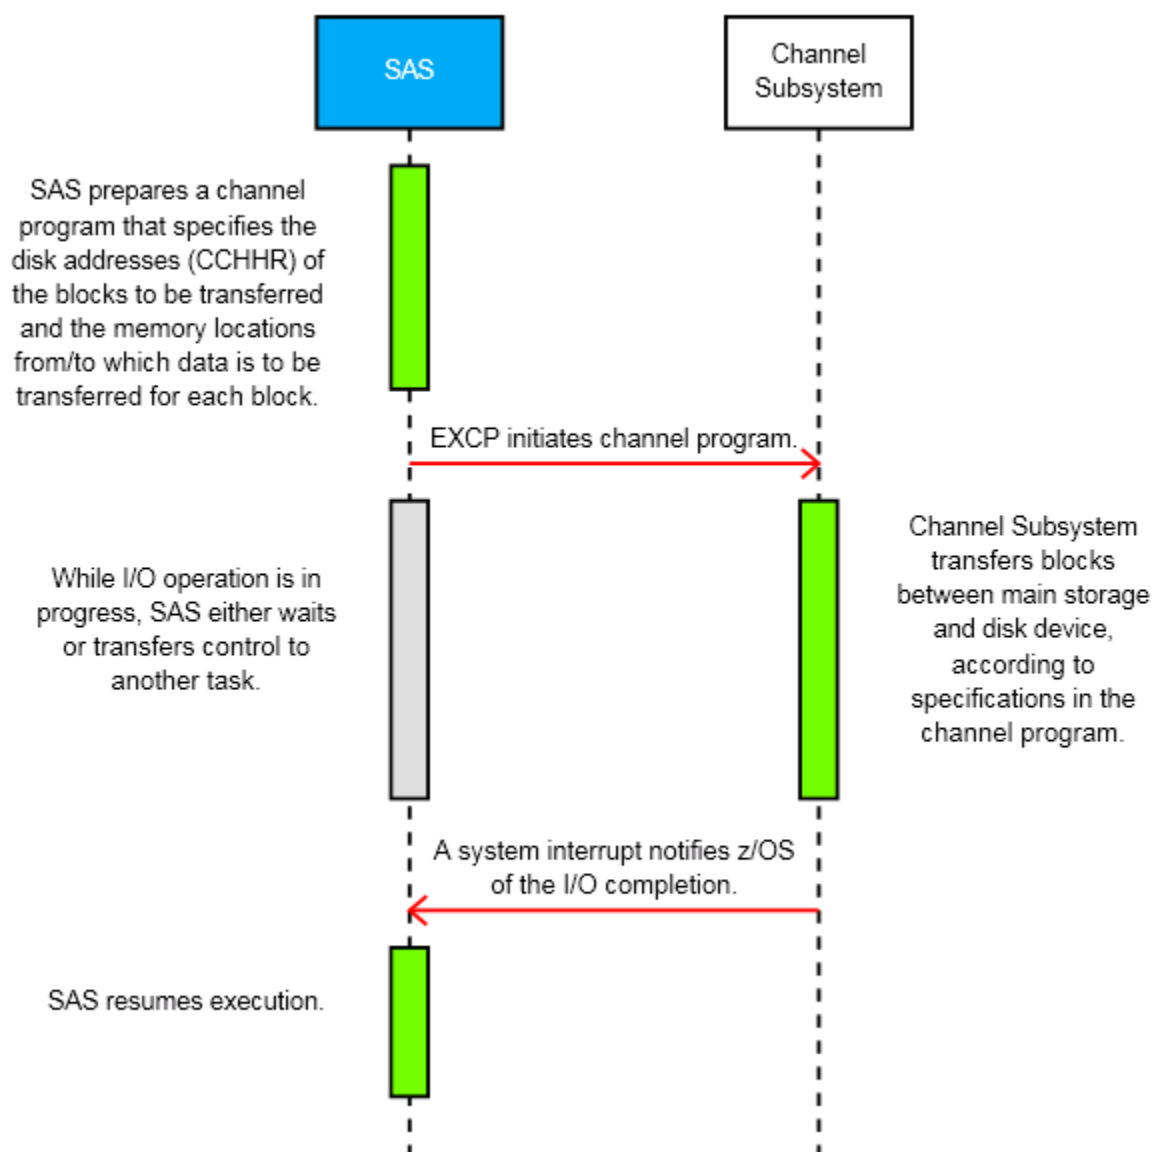 SAS
Channel
Subsystem
SAS prepares a channel
program that specifies the
disk addresses (CCHHR) of
the blocks to be transferred
and the memory locations
from/to which data is to be
transferred for each block.
EXCP initiates channel program.
While I/O operation is in
progress, SAS either waits
or transfers control to
another task.
Channel Subsystem
transfers blocks
between main storage
and disk device,
according to
specifications in the
channel program.
A system interrupt notifies z/OS
of the I/O completion.
SAS resumes execution.